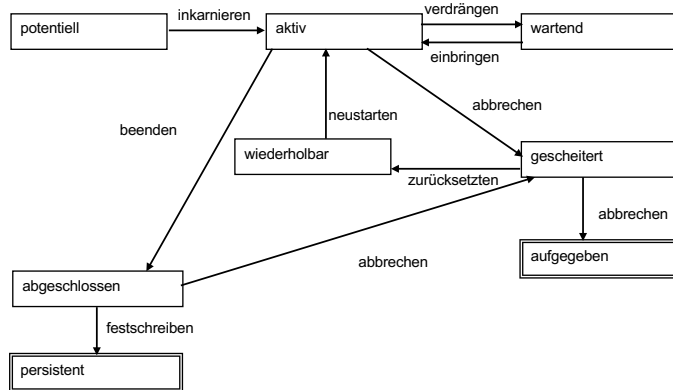 inkarnieren
verdrängen
potentiell
aktiv
wartend
einbringen
abbrechen
neustarten
beenden
wiederholbar
gescheitert
zurücksetzten
abbrechen
abbrechen
aufgegeben
abgeschlossen
festschreiben
persistent